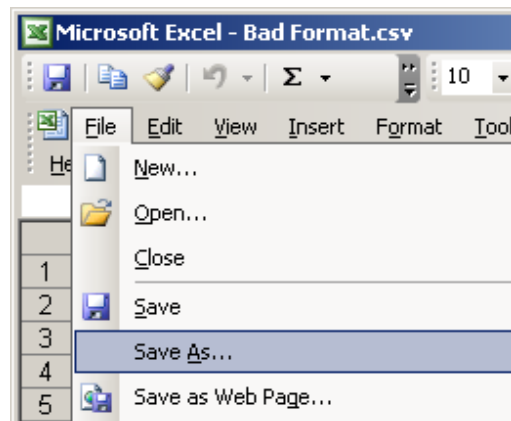 Microsoft Excel - Bad Format.csv
Σ 10
File Edit View Insert Format
New...
Open...
Close
1
2 Save
3
Save As...
4
5 Save as Web Page...